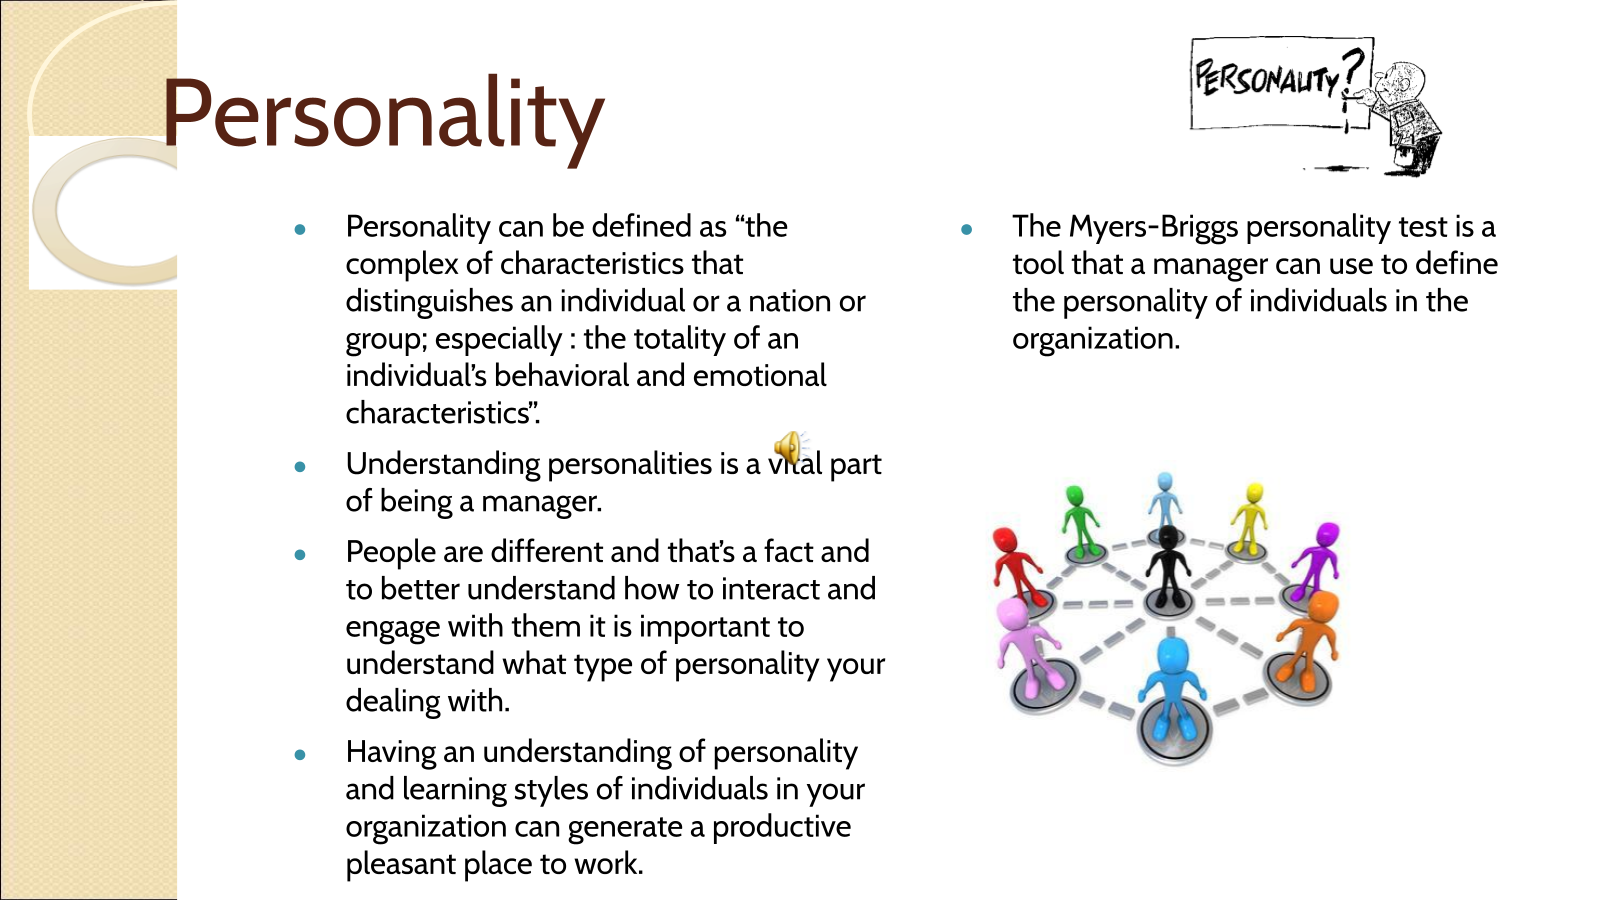 Personality
PERSONALITY?
• Personality can be defined as “the
complex of characteristics that
distinguishes an individual or a nation or
group; especially : the totality of an
individual’s behavioral and emotional
characteristics”.
• Understanding personalities is a vital part
of being a manager.
• People are different and that’s a fact and
to better understand how to interact and
engage with them it is important to
understand what type of personality your
dealing with.
• Having an understanding of personality
and learning styles of individuals in your
organization can generate a productive
pleasant place to work.
• The Myers-Briggs personality test is a
tool that a manager can use to define
the personality of individuals in the
organization.